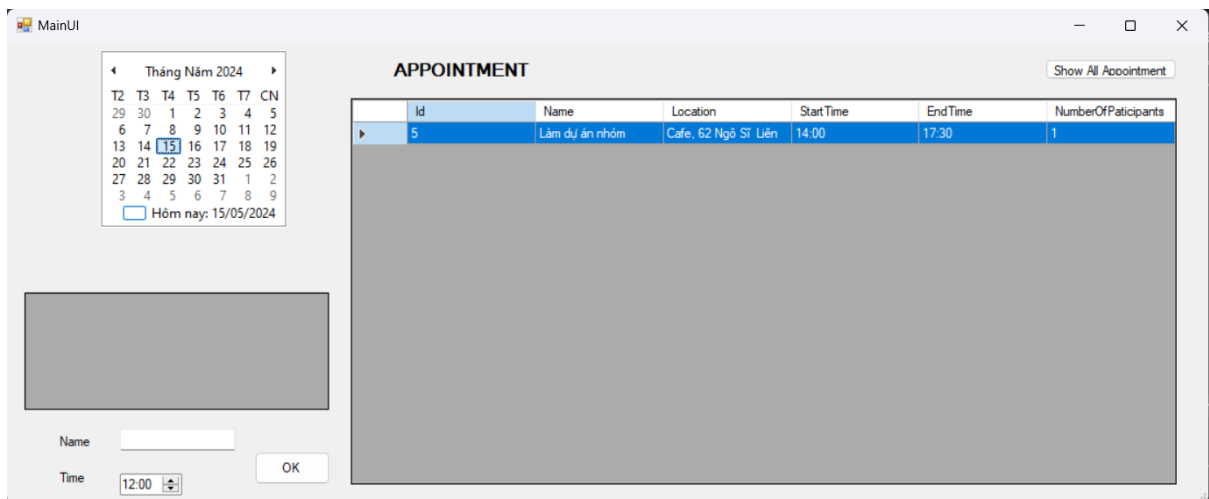 MainUI
Tháng Năm 2024
T2 T3 T4 T5 T6 T7 CN
29 30 1 2 3 4 5
6 7 8 9 10 11 12
13 14 15 16 17 18 19
20 21 22 23 24 25 26
27 28 29 30 31 1 2
3 4 5 6 7 8 9
Hôm nay: 15/05/2024
APPOINTMENT
Show All Appointment
Id Name Location StartTime EndTime NumberOfPaticipants
5 Làm dự án nhóm Cafe, 62 Ngô Sĩ Liên 14:00 17:30 1
Name
Time 12:00
OK